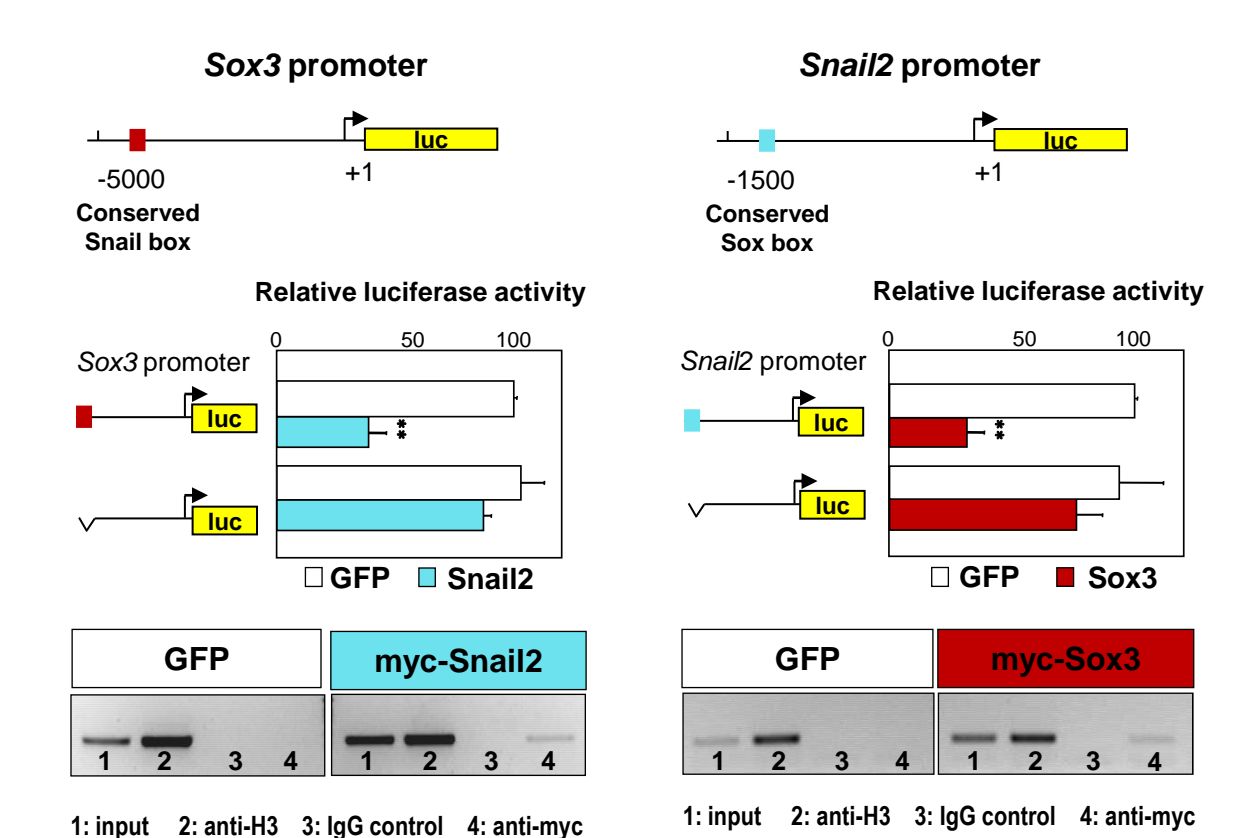 Sox3 promoter
luc
-5000
+1
Conserved
Snail box
Relative luciferase activity
0 50 100
Sox3 promoter
luc
**
luc
GFP Snail2
GFP myc-Snail2
1 2 3 4 1 2 3 4
1: input 2: anti-H3 3: IgG control 4: anti-myc
Snail2 promoter
luc
-1500
+1
Conserved
Sox box
Relative luciferase activity
0 50 100
Snail2 promoter
luc
**
luc
GFP Sox3
GFP myc-Sox3
1 2 3 4 1 2 3 4
1: input 2: anti-H3 3: IgG control 4: anti-myc